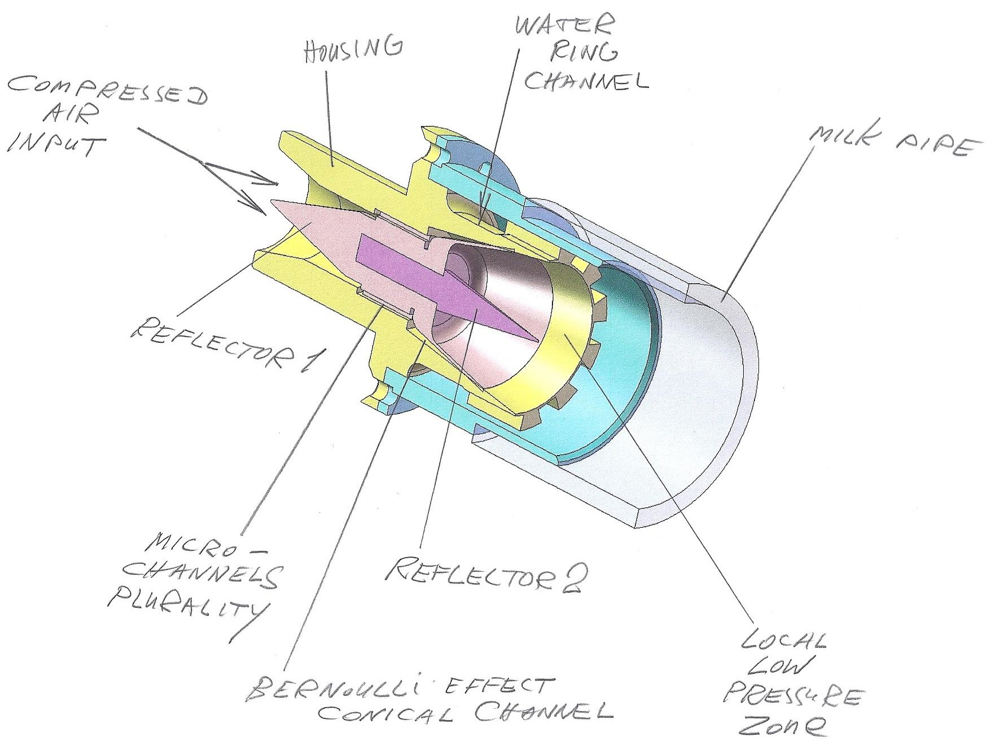 HOUSING
WATER
RING
CHANNEL
COMPRESSED
AIR
INPUT
MILK PIPE
REFLECTOR 1
MICRO-
CHANNELS
PLURALITY
REFLECTOR 2
BERNOULLI EFFECT
CONICAL CHANNEL
LOCAL
LOW
PRESSURE
ZONE